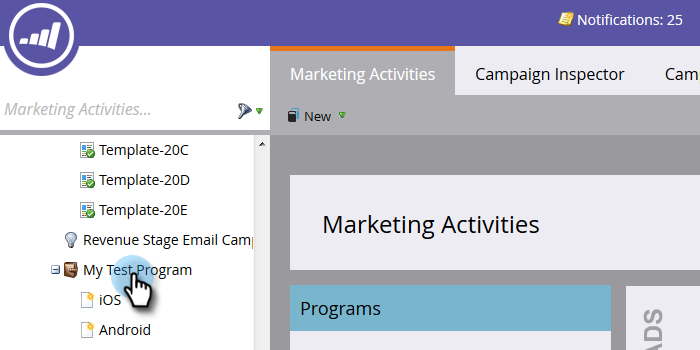 Notifications: 25
Marketing Activities
Campaign Inspector
Cam
Marketing Activities...
New
Template-20C
Template-20D
Template-20E
Revenue Stage Email Camp
My Test Program
iOS
Android
Marketing Activities
Programs
ADS